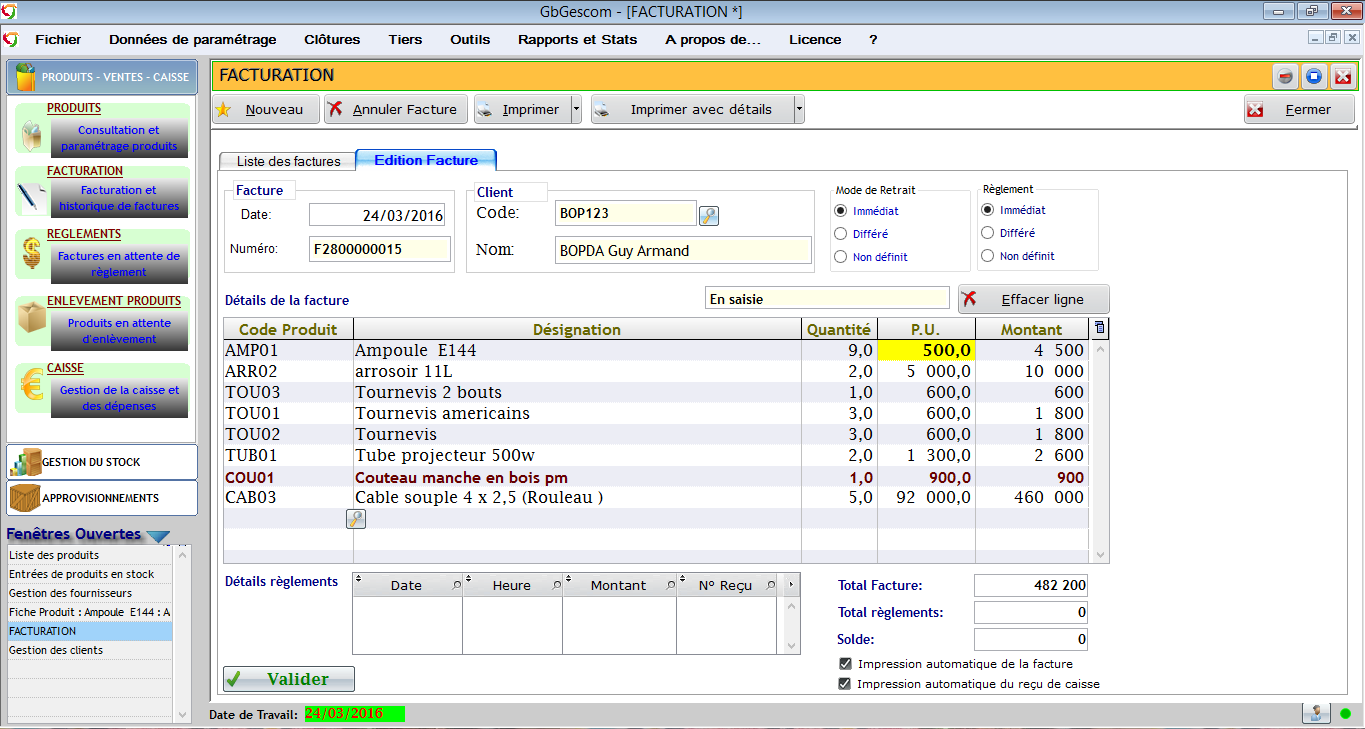 GbGescom - [FACTURATION *]
Fichier Données de paramétrage Clôtures Tiers Outils Rapports et Stats A propos de... Licence ?
PRODUITS - VENTES - CAISSE
PRODUITS
Consultation et
paramétrage produits
FACTURATION
Facturation et
historique de factures
REGLEMENTS
Factures en attente de
règlement
ENLEVEMENT PRODUITS
Produits en attente
d'enlèvement
CAISSE
Gestion de la caisse et
des dépenses
GESTION DU STOCK
APPROVISIONNEMENTS
Fenêtres Ouvertes
Liste des produits
Entrées de produits en stock
Gestion des fournisseurs
Fiche Produit : Ampoule E144 : A
FACTURATION
Gestion des clients
FACTURATION
Nouveau Annuler Facture Imprimer Imprimer avec détails Fermer
Liste des factures Edition Facture
Facture
Date: 24/03/2016
Numéro: F2800000015
Client
Code: BOP123
Nom: BOPDA Guy Armand
Mode de Retrait
Immédiat
Différé
Non définit
Règlement
Immédiat
Différé
Non définit
Détails de la facture En saisie Effacer ligne
Code Produit Désignation Quantité P.U. Montant
AMP01 Ampoule E144 9,0 500,0 4 500
ARR02 arrosoir 11L 2,0 5 000,0 10 000
TOU03 Tournevis 2 bouts 1,0 600,0 600
TOU01 Tournevis americains 3,0 600,0 1 800
TOU02 Tournevis 3,0 600,0 1 800
TUB01 Tube projecteur 500w 2,0 1 300,0 2 600
COU01 Couteau manche en bois pm 1,0 900,0 900
CAB03 Cable souple 4 x 2,5 (Rouleau ) 5,0 92 000,0 460 000
Détails règlements Date Heure Montant N° Reçu
Total Facture: 482 200
Total règlements: 0
Solde: 0
Impression automatique de la facture
Impression automatique du reçu de caisse
Valider
Date de Travail: 24/03/2016